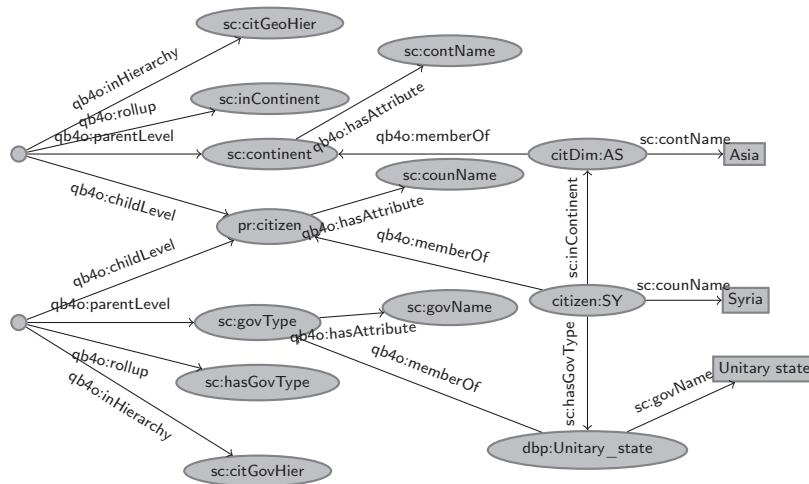 sc:citGeoHier
sc:contName
qb4o:inHierarchy
sc:inContinent
qb4o:rollup
qb4o:hasAttribute
qb4o:parentLevel
qb4o:memberOf
sc:contName
sc:continent
citDim:AS
Asia
sc:counName
qb4o:childLevel
qb4o:hasAttribute
pr:citizen
sc:inContinent
qb4o:memberOf
qb4o:childLevel
sc:counName
qb4o:parentLevel
sc:govName
citizen:SY
Syria
sc:govType
qb4o:hasAttribute
qb4o:memberOf
qb4o:rollup
sc:hasGovType
sc:hasGovType
Unitary state
sc:govName
qb4o:inHierarchy
dbp:Unitary_state
sc:citGovHier